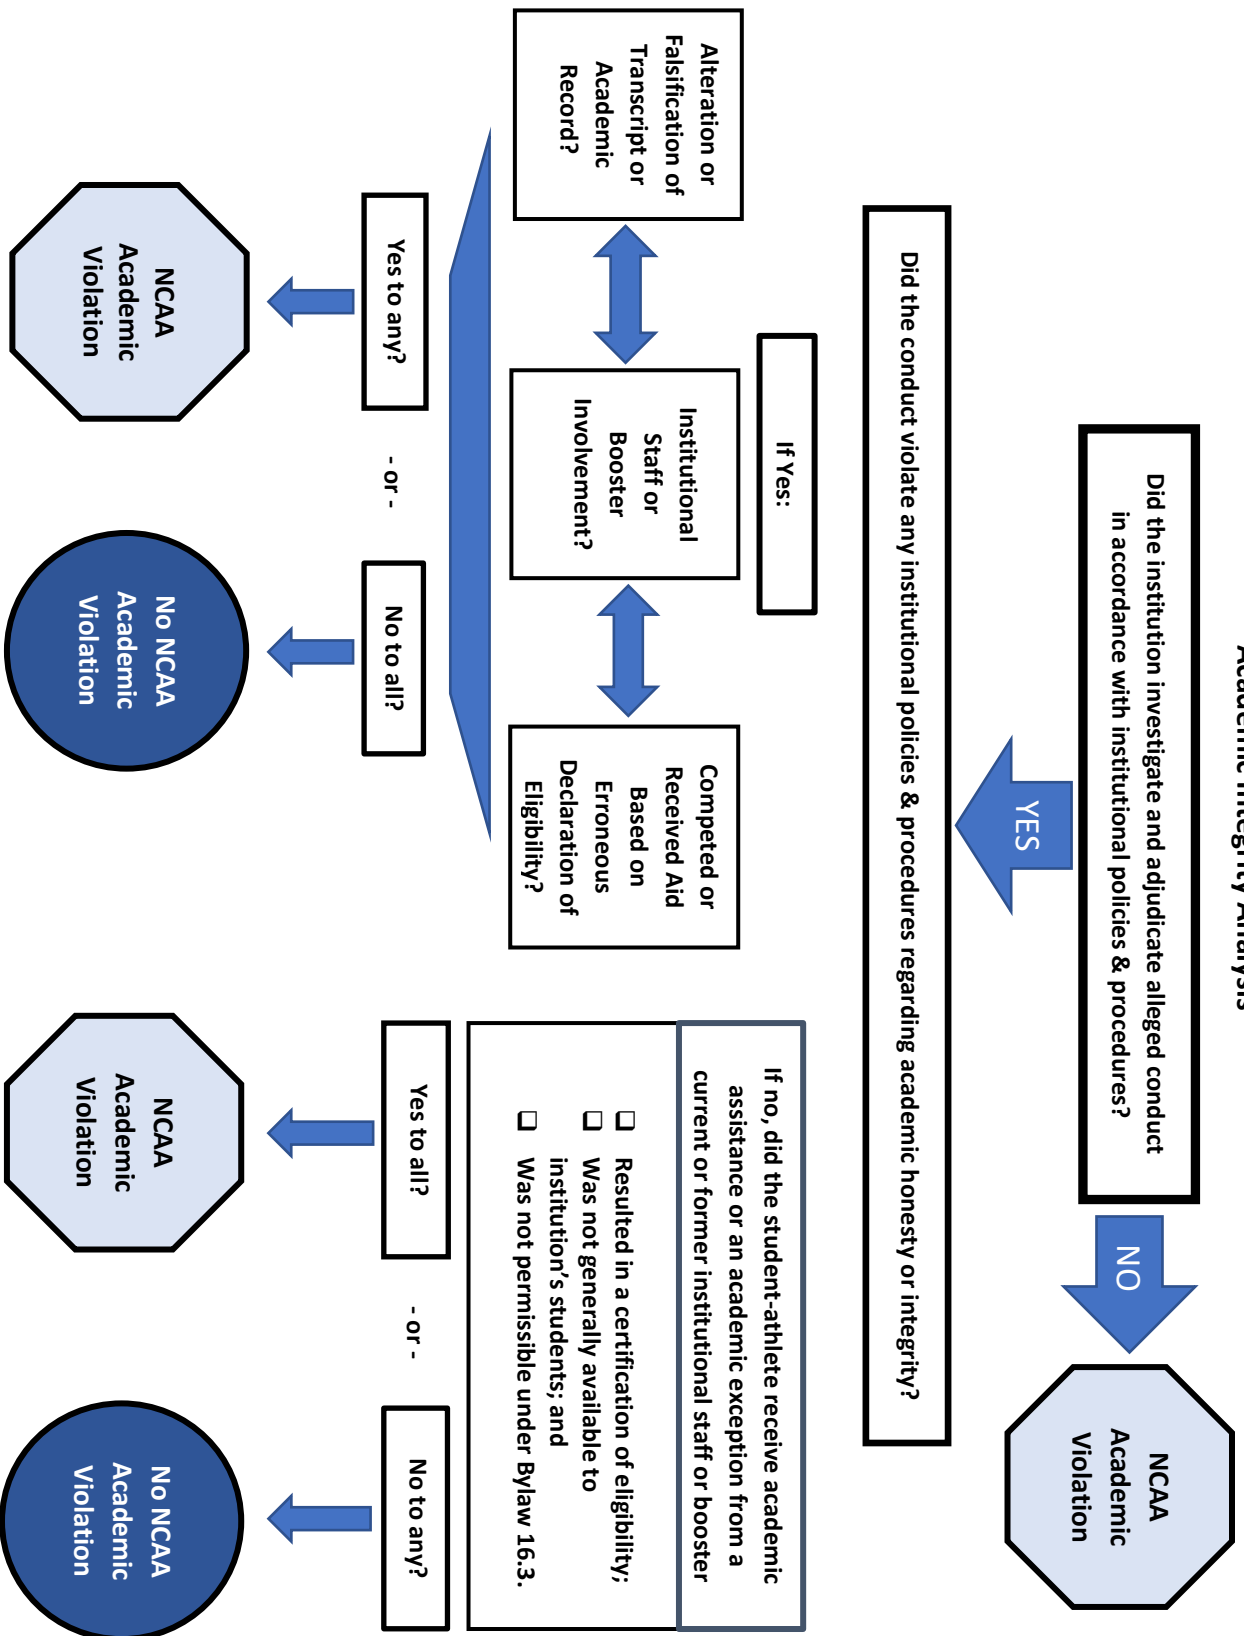 Academic Integrity Analysis
Did the institution investigate and adjudicate alleged conduct
in accordance with institutional policies & procedures?
NO
NCAA
Academic
Violation
YES
Did the conduct violate any institutional policies & procedures regarding academic honesty or integrity?
If Yes:
Alteration or
Falsification of
Transcript or
Academic
Record?
Institutional
Staff or
Booster
Involvement?
Competed or
Received Aid
Based on
Erroneous
Declaration of
Eligibility?
Yes to any?
- or -
No to all?
NCAA
Academic
Violation
No NCAA
Academic
Violation
If no, did the student-athlete receive academic
assistance or an academic exception from a
current or former institutional staff or booster
❑ Resulted in a certification of eligibility;
❑ Was not generally available to
institution’s students; and
❑ Was not permissible under Bylaw 16.3.
Yes to all?
- or -
No to any?
NCAA
Academic
Violation
No NCAA
Academic
Violation